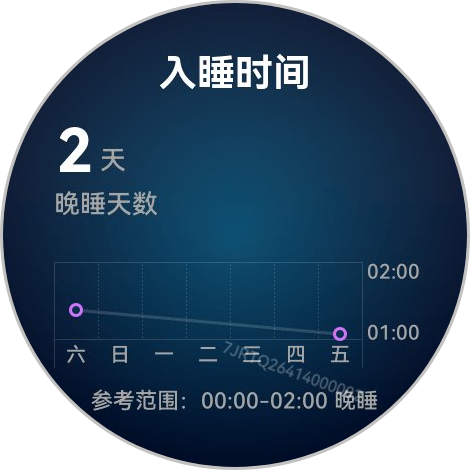 入睡时间
2 天
晚睡天数
02:00
01:00
六 日 一 二 三 四 五
参考范围：00:00-02:00 晚睡